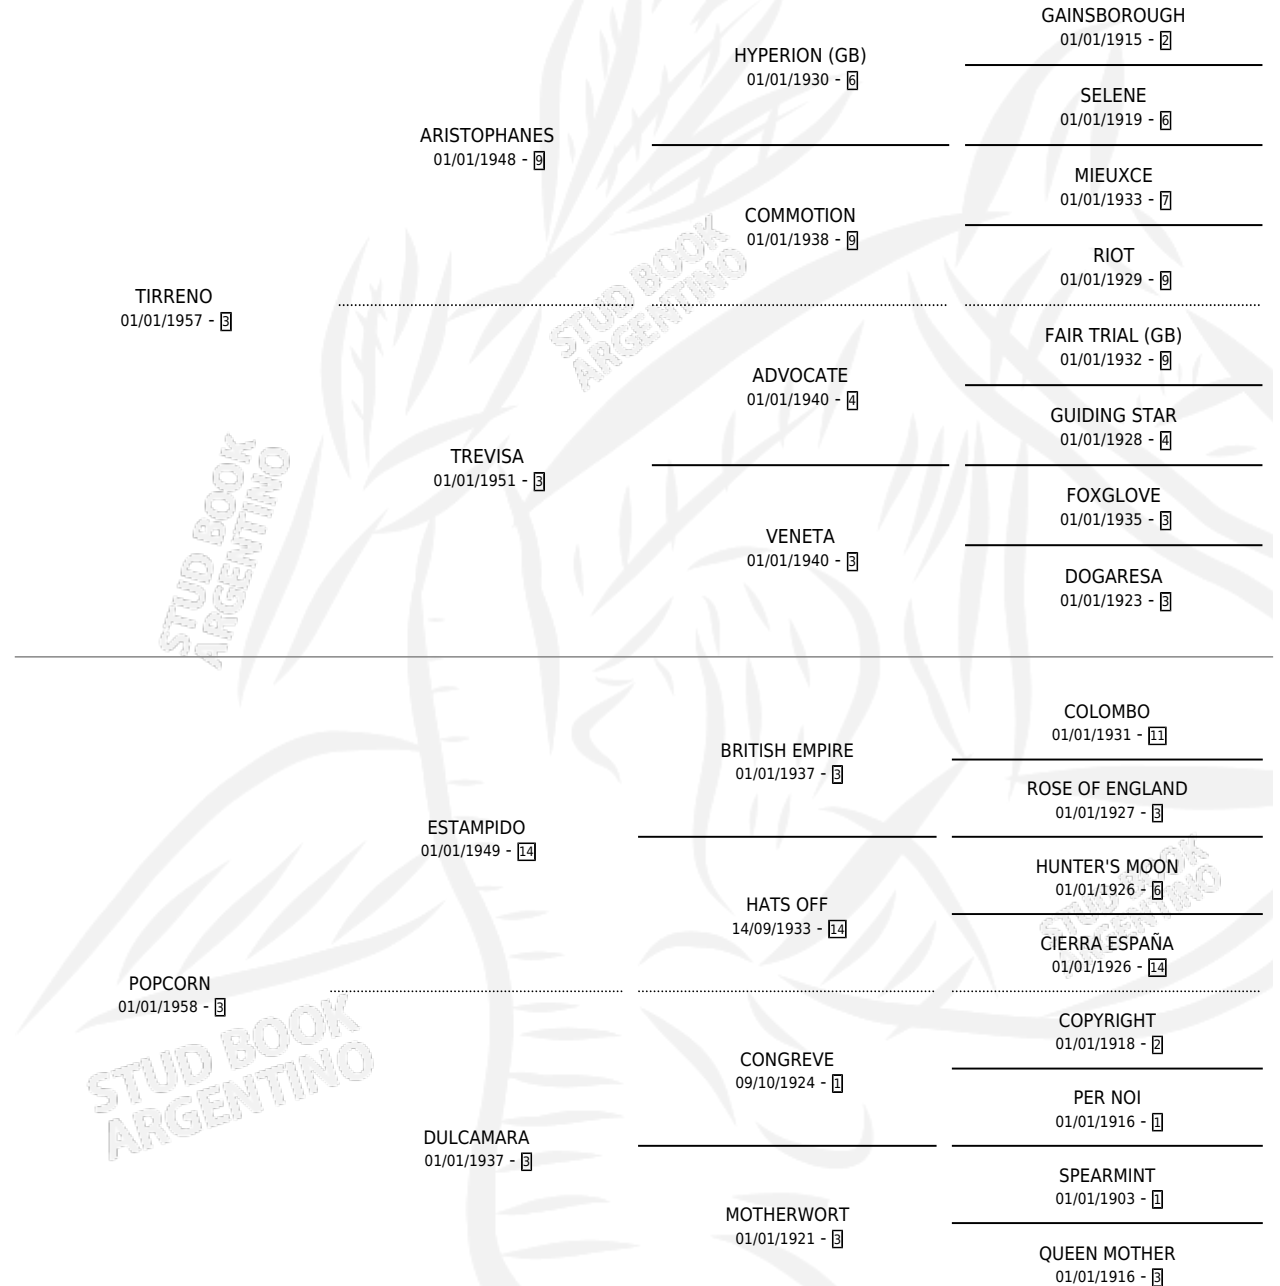 GAINSBOROUGH
01/01/1915 - 2
HYPERION (GB)
01/01/1930 - 6
SELENE
01/01/1919 - 6
ARISTOPHANES
01/01/1948 - 9
MIEUXCE
01/01/1933 - 7
COMMOTION
01/01/1938 - 9
RIOT
01/01/1929 - 9
TIRRENO
01/01/1957 - 3
FAIR TRIAL (GB)
01/01/1932 - 9
ADVOCATE
01/01/1940 - 4
GUIDING STAR
01/01/1928 - 4
TREVISA
01/01/1951 - 3
FOXGLOVE
01/01/1935 - 3
VENETA
01/01/1940 - 3
DOGARESA
01/01/1923 - 3
STUD BOOK
ARGENTINO
STUD BOOK
ARGENTINO
COLOMBO
01/01/1931 - 11
BRITISH EMPIRE
01/01/1937 - 3
ROSE OF ENGLAND
01/01/1927 - 3
ESTAMPIDO
01/01/1949 - 14
HUNTER'S MOON
01/01/1926 - 6
HATS OFF
14/09/1933 - 14
CIERRA ESPAÑA
01/01/1926 - 14
STUD BOOK
ARGENTINO
POPCORN
01/01/1958 - 3
COPYRIGHT
01/01/1918 - 2
CONGREVE
09/10/1924 - 1
PER NOI
01/01/1916 - 1
DULCAMARA
01/01/1937 - 3
SPEARMINT
01/01/1903 - 1
MOTHERWORT
01/01/1921 - 3
QUEEN MOTHER
01/01/1916 - 3
STUD BOOK
ARGENTINO